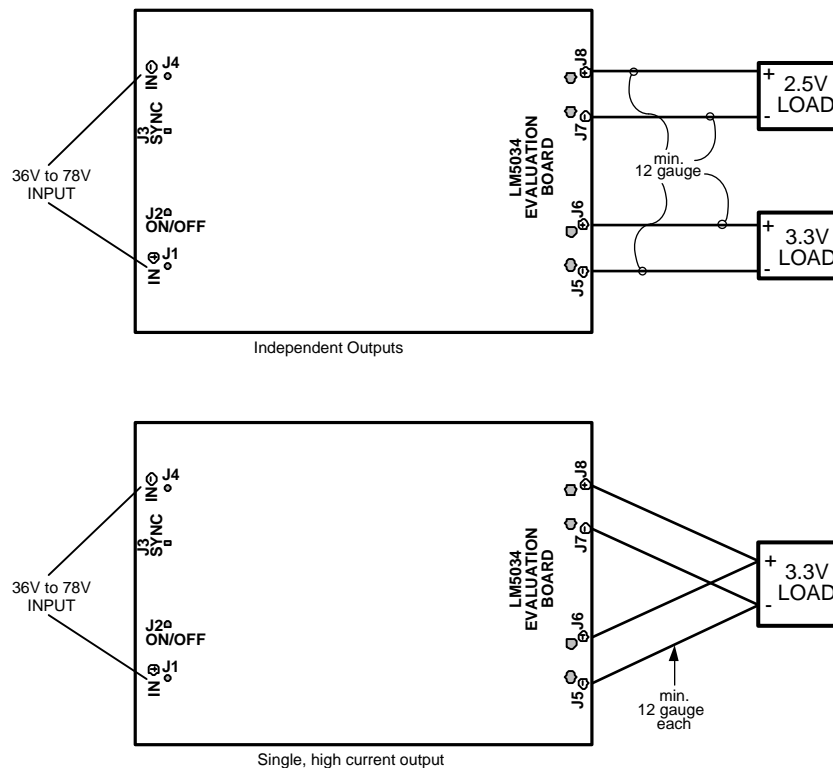 J4
IN
-
J3
SYNC
36V to 78V
INPUT
J2
ON/OFF
J1
IN
+
LM5034
EVALUATION
BOARD
J8
+
J7
-
J6
+
J5
-
min.
12 gauge
+
2.5V
LOAD
-
+
3.3V
LOAD
-
Independent Outputs
J4
IN
-
J3
SYNC
36V to 78V
INPUT
J2
ON/OFF
J1
IN
+
LM5034
EVALUATION
BOARD
J8
+
J7
-
J6
+
J5
-
+
3.3V
LOAD
-
min.
12 gauge
each
Single, high current output